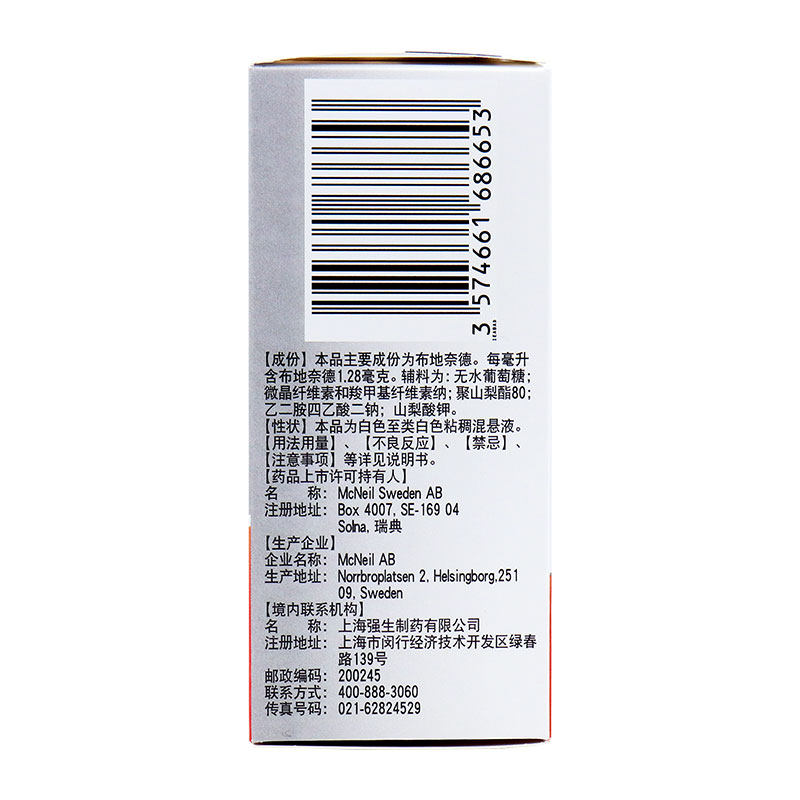 3 574661 686653
【成份】本品主要成份为布地奈德。每毫升
含布地奈德1.28毫克。辅料为：无水葡萄糖；
微晶纤维素和羧甲基纤维素纳；聚山梨酯80；
乙二胺四乙酸二钠；山梨酸钾。
【性状】本品为白色至类白色粘稠混悬液。
【用法用量】、【不良反应】、【禁忌】、
【注意事项】等详见说明书。
【药品上市许可持有人】
名　　称：McNeil Sweden AB
注册地址：Box 4007, SE-169 04
Solna, 瑞典
【生产企业】
企业名称：McNeil AB
生产地址：Norrbroplatsen 2, Helsingborg,251
09, Sweden
【境内联系机构】
名　　称：上海强生制药有限公司
注册地址：上海市闵行经济技术开发区绿春
路139号
邮政编码：200245
联系方式：400-888-3060
传真号码：021-62824529